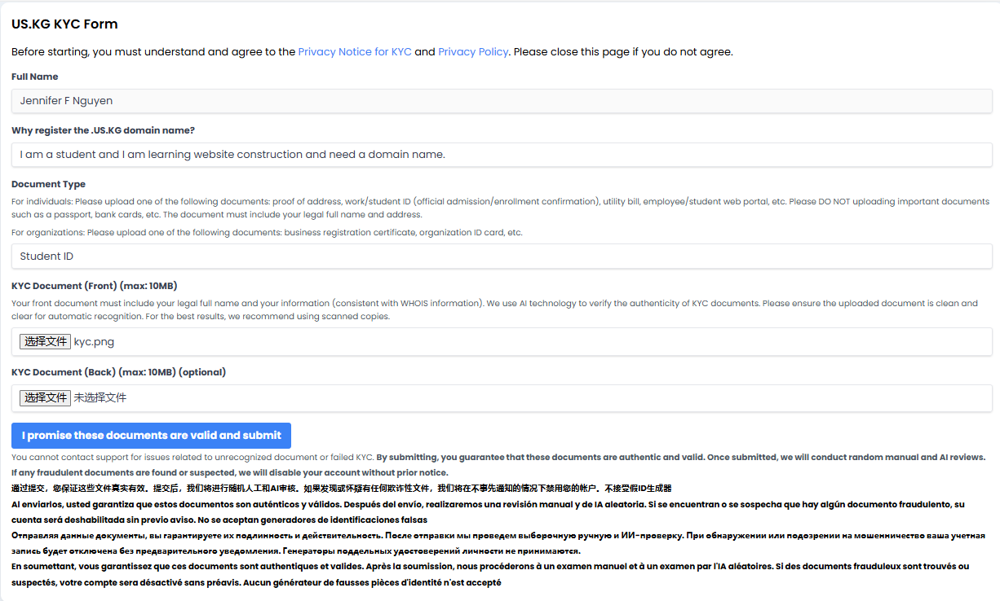 US.KG KYC Form
Before starting, you must understand and agree to the Privacy Notice for KYC and Privacy Policy. Please close this page if you do not agree.
Full Name
Jennifer F Nguyen
Why register the .US.KG domain name?
I am a student and I am learning website construction and need a domain name.
Document Type
For individuals: Please upload one of the following documents: proof of address, work/student ID (official admission/enrollment confirmation), utility bill, employee/student web portal, etc. Please DO NOT uploading important documents
such as a passport, bank cards, etc. The document must include your legal full name and address.
For organizations: Please upload one of the following documents: business registration certificate, organization ID card, etc.
Student ID
KYC Document (Front) (max: 10MB)
Your front document must include your legal full name and your information (consistent with WHOIS information). We use AI technology to verify the authenticity of KYC documents. Please ensure the uploaded document is clean and
clear for automatic recognition. For the best results, we recommend using scanned copies.
选择文件 kyc.png
KYC Document (Back) (max: 10MB) (optional)
选择文件 未选择文件
I promise these documents are valid and submit
You cannot contact support for issues related to unrecognized document or failed KYC. By submitting, you guarantee that these documents are authentic and valid. Once submitted, we will conduct random manual and AI reviews.
If any fraudulent documents are found or suspected, we will disable your account without prior notice.
通过提交，您保证这些文件真实有效。提交后，我们将进行随机人工和AI审核。如果发现或怀疑有任何欺诈性文件，我们将在不事先通知的情况下禁用您的帐户。不接受假ID生成器
Al enviarlos, usted garantiza que estos documentos son auténticos y válidos. Después del envío, realizaremos una revisión manual y de IA aleatoria. Si se encuentran o se sospecha que hay algún documento fraudulento, su
cuenta será deshabilitada sin previo aviso. No se aceptan generadores de identificaciones falsas
Отправляя данные документы, вы гарантируете их подлинность и действительность. После отправки мы проведем выборочную ручную и ИИ-проверку. При обнаружении или подозрении на мошенничество ваша учетная
запись будет отключена без предварительного уведомления. Генераторы поддельных удостоверений личности не принимаются.
En soumettant, vous garantissez que ces documents sont authentiques et valides. Après la soumission, nous procéderons à un examen manuel et à un examen par l'IA aléatoires. Si des documents frauduleux sont trouvés ou
suspectés, votre compte sera désactivé sans préavis. Aucun générateur de fausses pièces d'identité n'est accepté